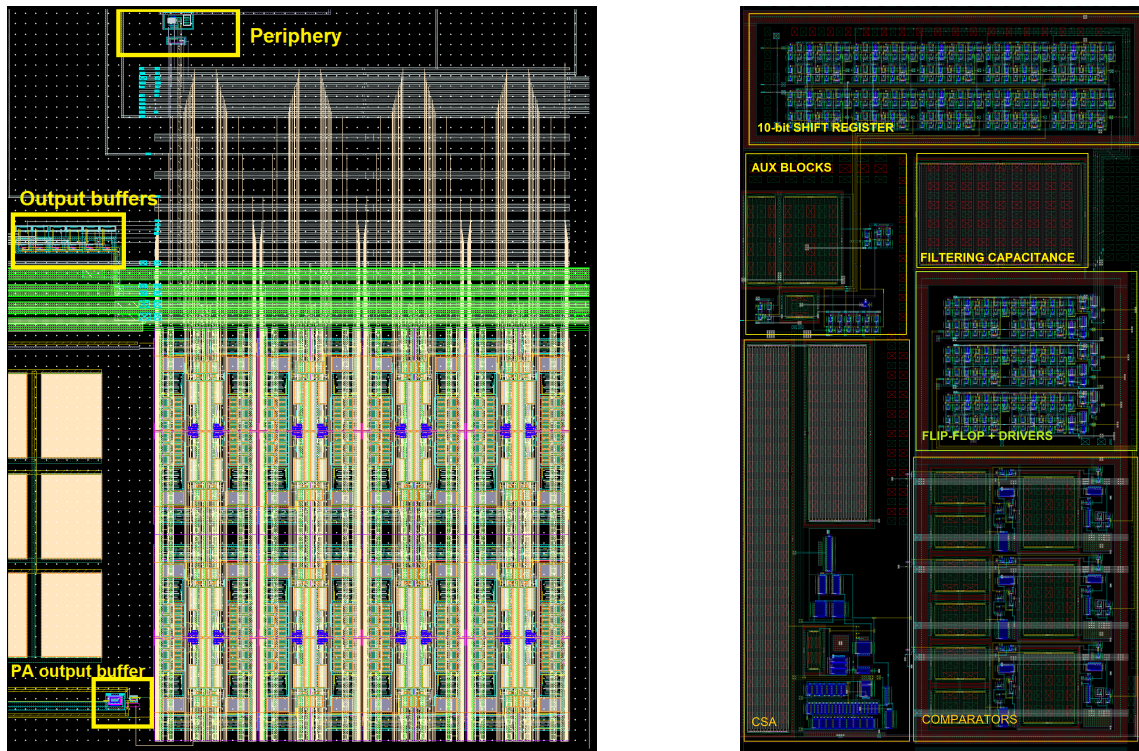 Periphery
Output buffers
PA output buffer
10-bit SHIFT REGISTER
AUX BLOCKS
FILTERING CAPACITANCE
FLIP-FLOP + DRIVERS
CSA
COMPARATORS